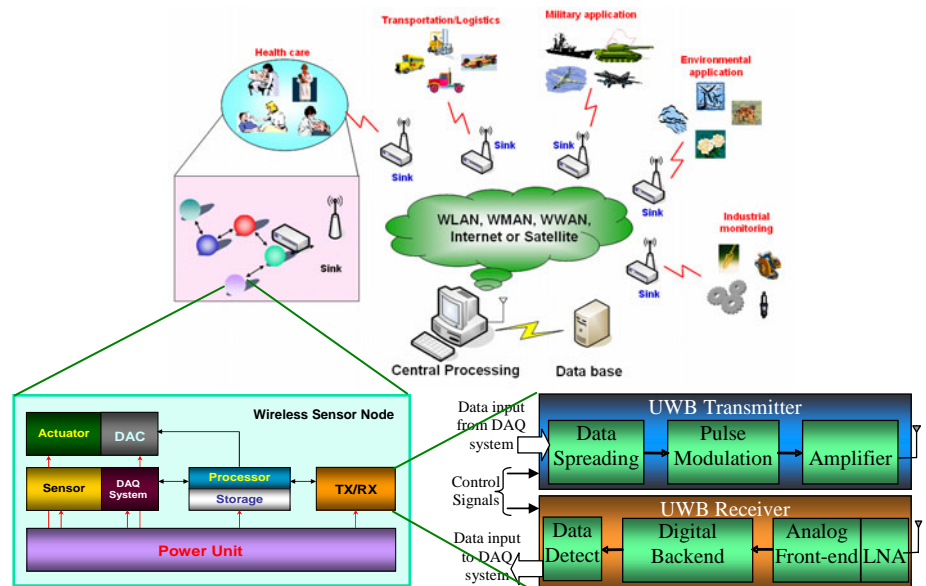 Transportation/Logistics
Military application
Health care
Environmental
application
Sink
Sink
Sink
Sink
WLAN, WMAN, WWAN,
Internet or Satellite
Industrial
monitoring
Sink
Sink
Central Processing
Data base
Wireless Sensor Node
Actuator
DAC
Sensor
DAQ
System
Processor
Storage
TX/RX
Power Unit
Data input
from DAQ
system
UWB Transmitter
Data
Spreading
Pulse
Modulation
Amplifier
Control
Signals
UWB Receiver
Data input
to DAQ
system
Data
Detect
Digital
Backend
Analog
Front-end
LNA